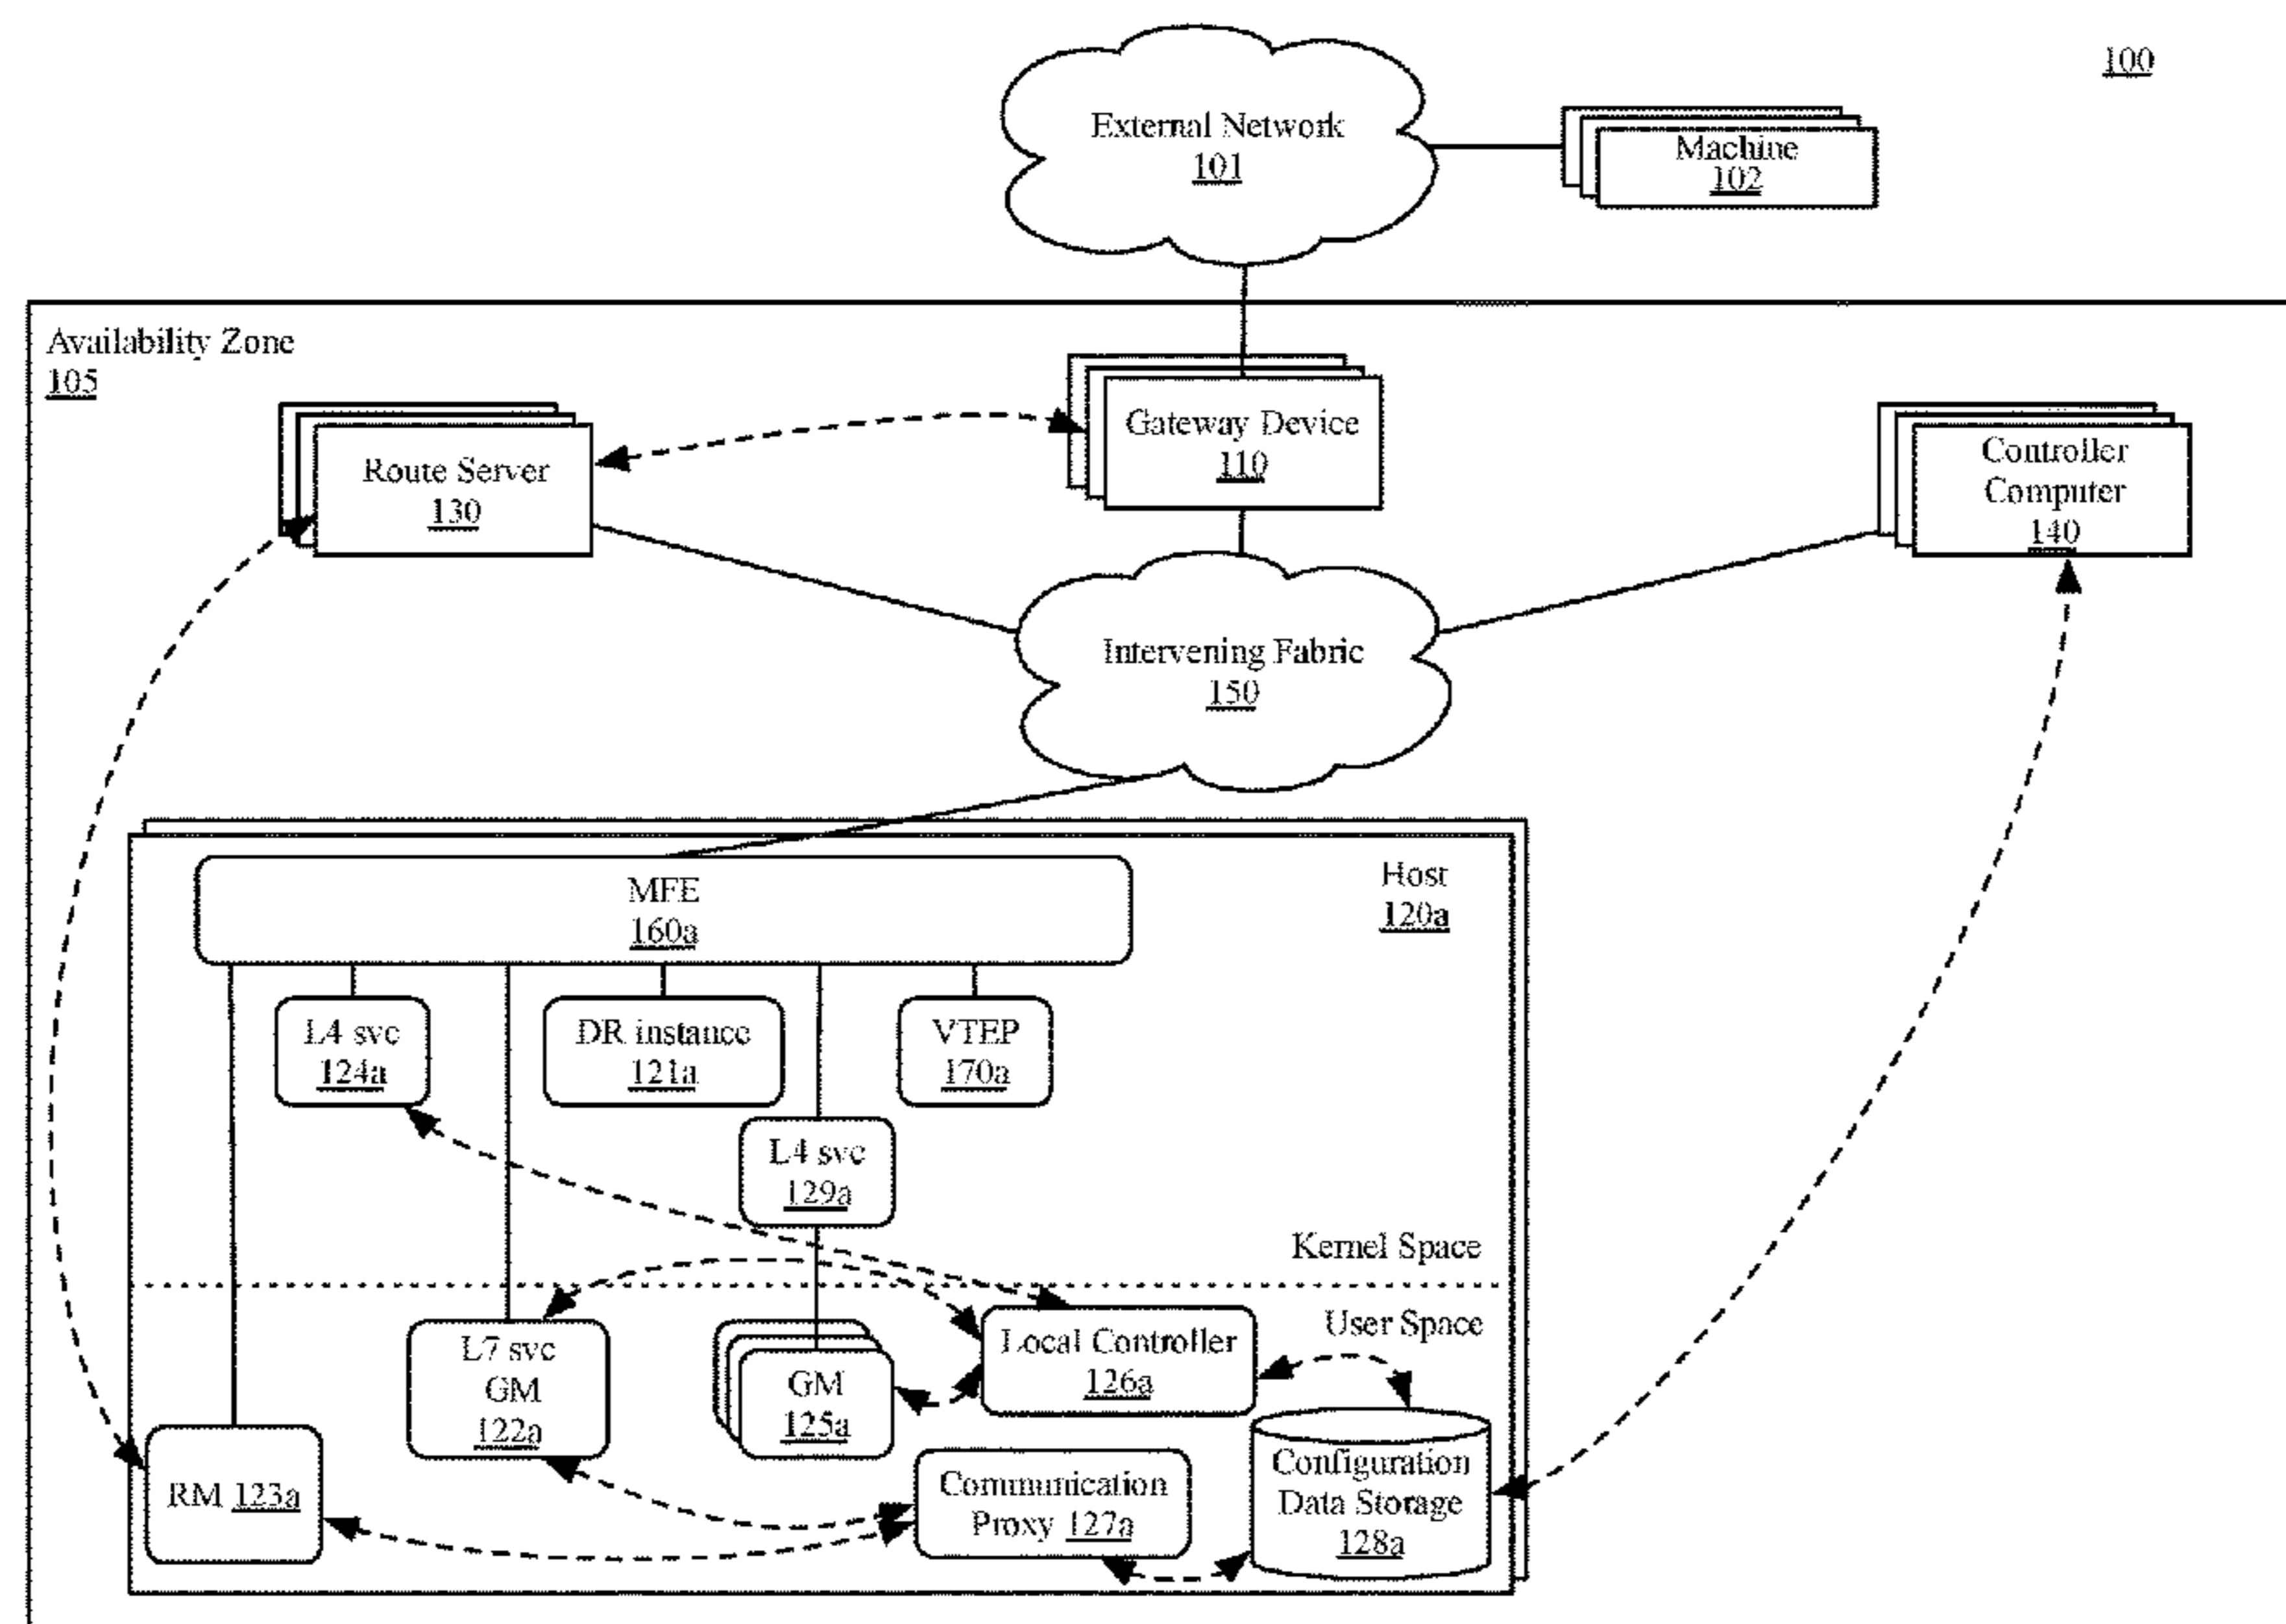 100
External Network
101
Machine
102
Availability Zone
105
Gateway Device
110
Route Server
130
Controller
Computer
140
Intervening Fabric
150
Host
120a
MFE
160a
L4 svc
124a
DR instance
121a
VTEP
170a
L4 svc
129a
Kernel Space
User Space
L7 svc
GM
122a
GM
125a
Local Controller
126a
RM 123a
Communication
Proxy 127a
Configuration
Data Storage
128a